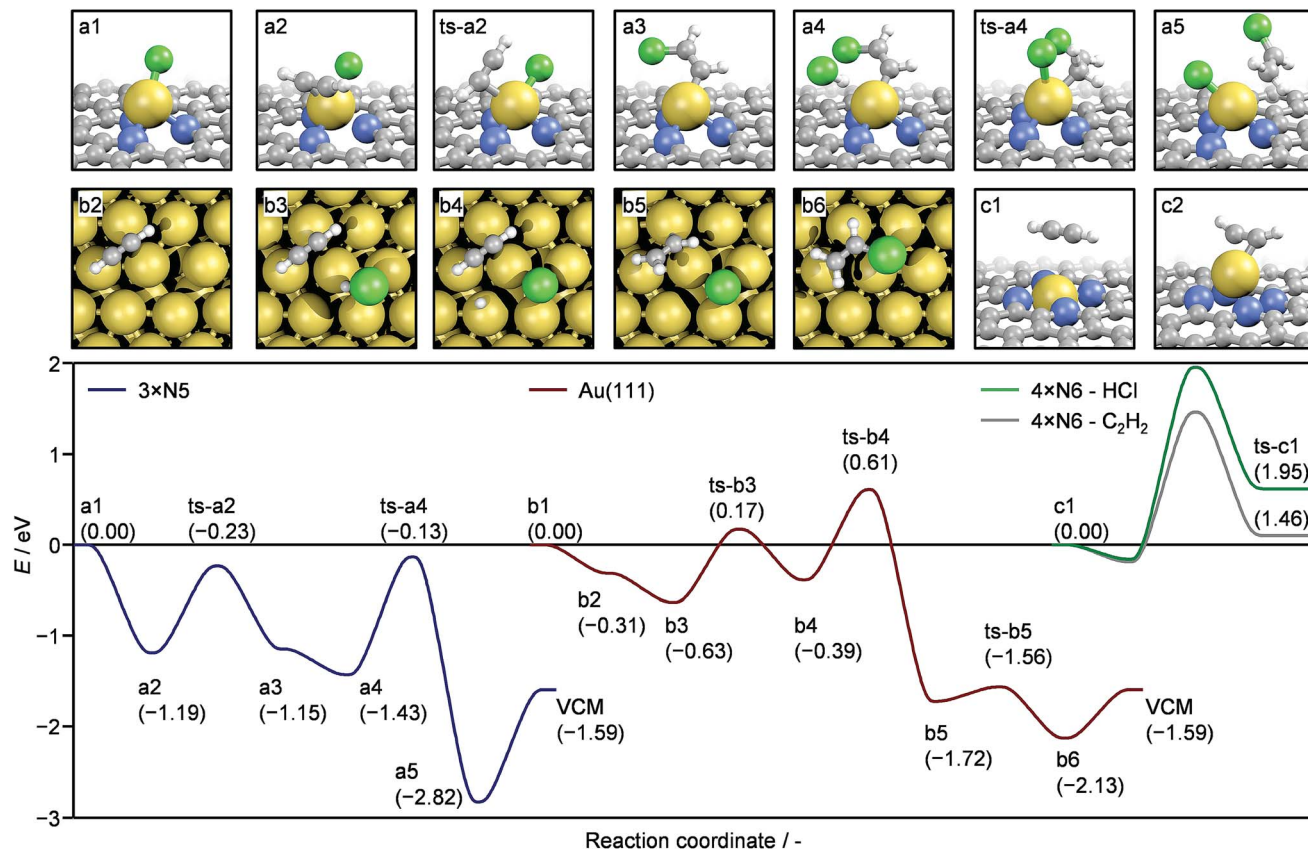 a1
a2
ts-a2
a3
a4
ts-a4
a5
b2
b3
b4
b5
b6
c1
c2
2
1
0
−1
−2
−3
E / eV
3×N5
Au(111)
4×N6 - HCl
4×N6 - C₂H₂
a1
(0.00)
a2
(−1.19)
ts-a2
(−0.23)
a3
(−1.15)
a4
(−1.43)
ts-a4
(−0.13)
a5
(−2.82)
VCM
(−1.59)
b1
(0.00)
b2
(−0.31)
b3
(−0.63)
ts-b3
(0.17)
b4
(−0.39)
ts-b4
(0.61)
b5
(−1.72)
ts-b5
(−1.56)
b6
(−2.13)
VCM
(−1.59)
c1
(0.00)
ts-c1
(1.95)
(1.46)
Reaction coordinate / -